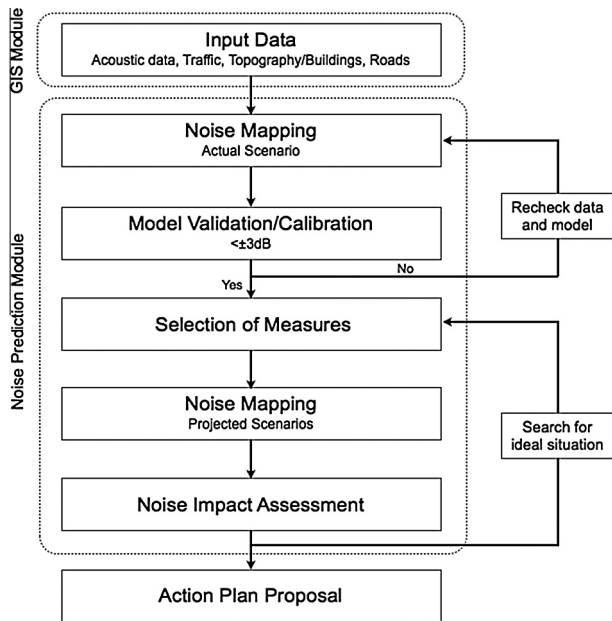 GIS Module
Input Data
Acoustic data, Traffic, Topography/Buildings, Roads
Noise Prediction Module
Noise Mapping
Actual Scenario
Model Validation/Calibration
<±3dB
Recheck data
and model
No
Yes
Selection of Measures
Noise Mapping
Projected Scenarios
Search for
ideal situation
Noise Impact Assessment
Action Plan Proposal